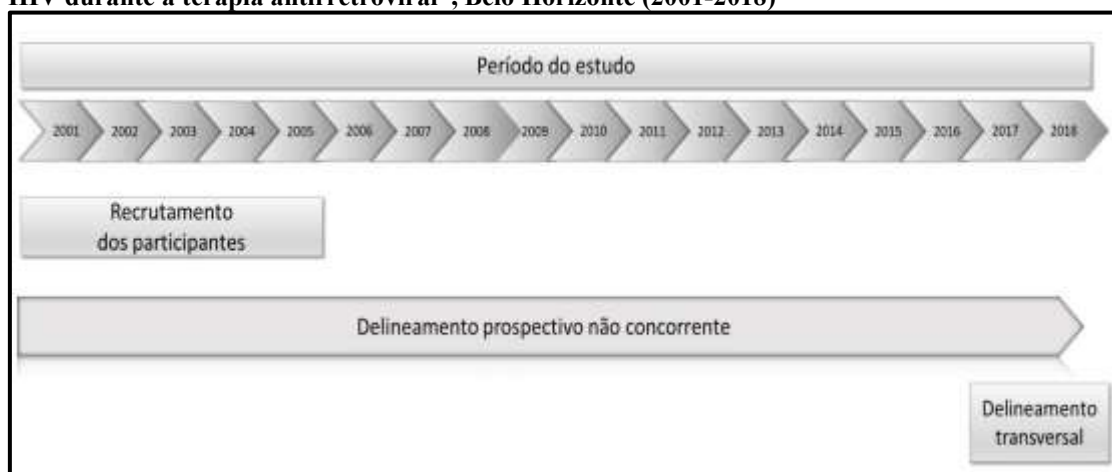 HIV durante a terapia antirretroviral", Belo Horizonte (2001-2018)
Período do estudo
2001 2002 2003 2004 2005 2006 2007 2008 2009 2010 2011 2012 2013 2014 2015 2016 2017 2018
Recrutamento
dos participantes
Delineamento prospectivo não concorrente
Delineamento
transversal